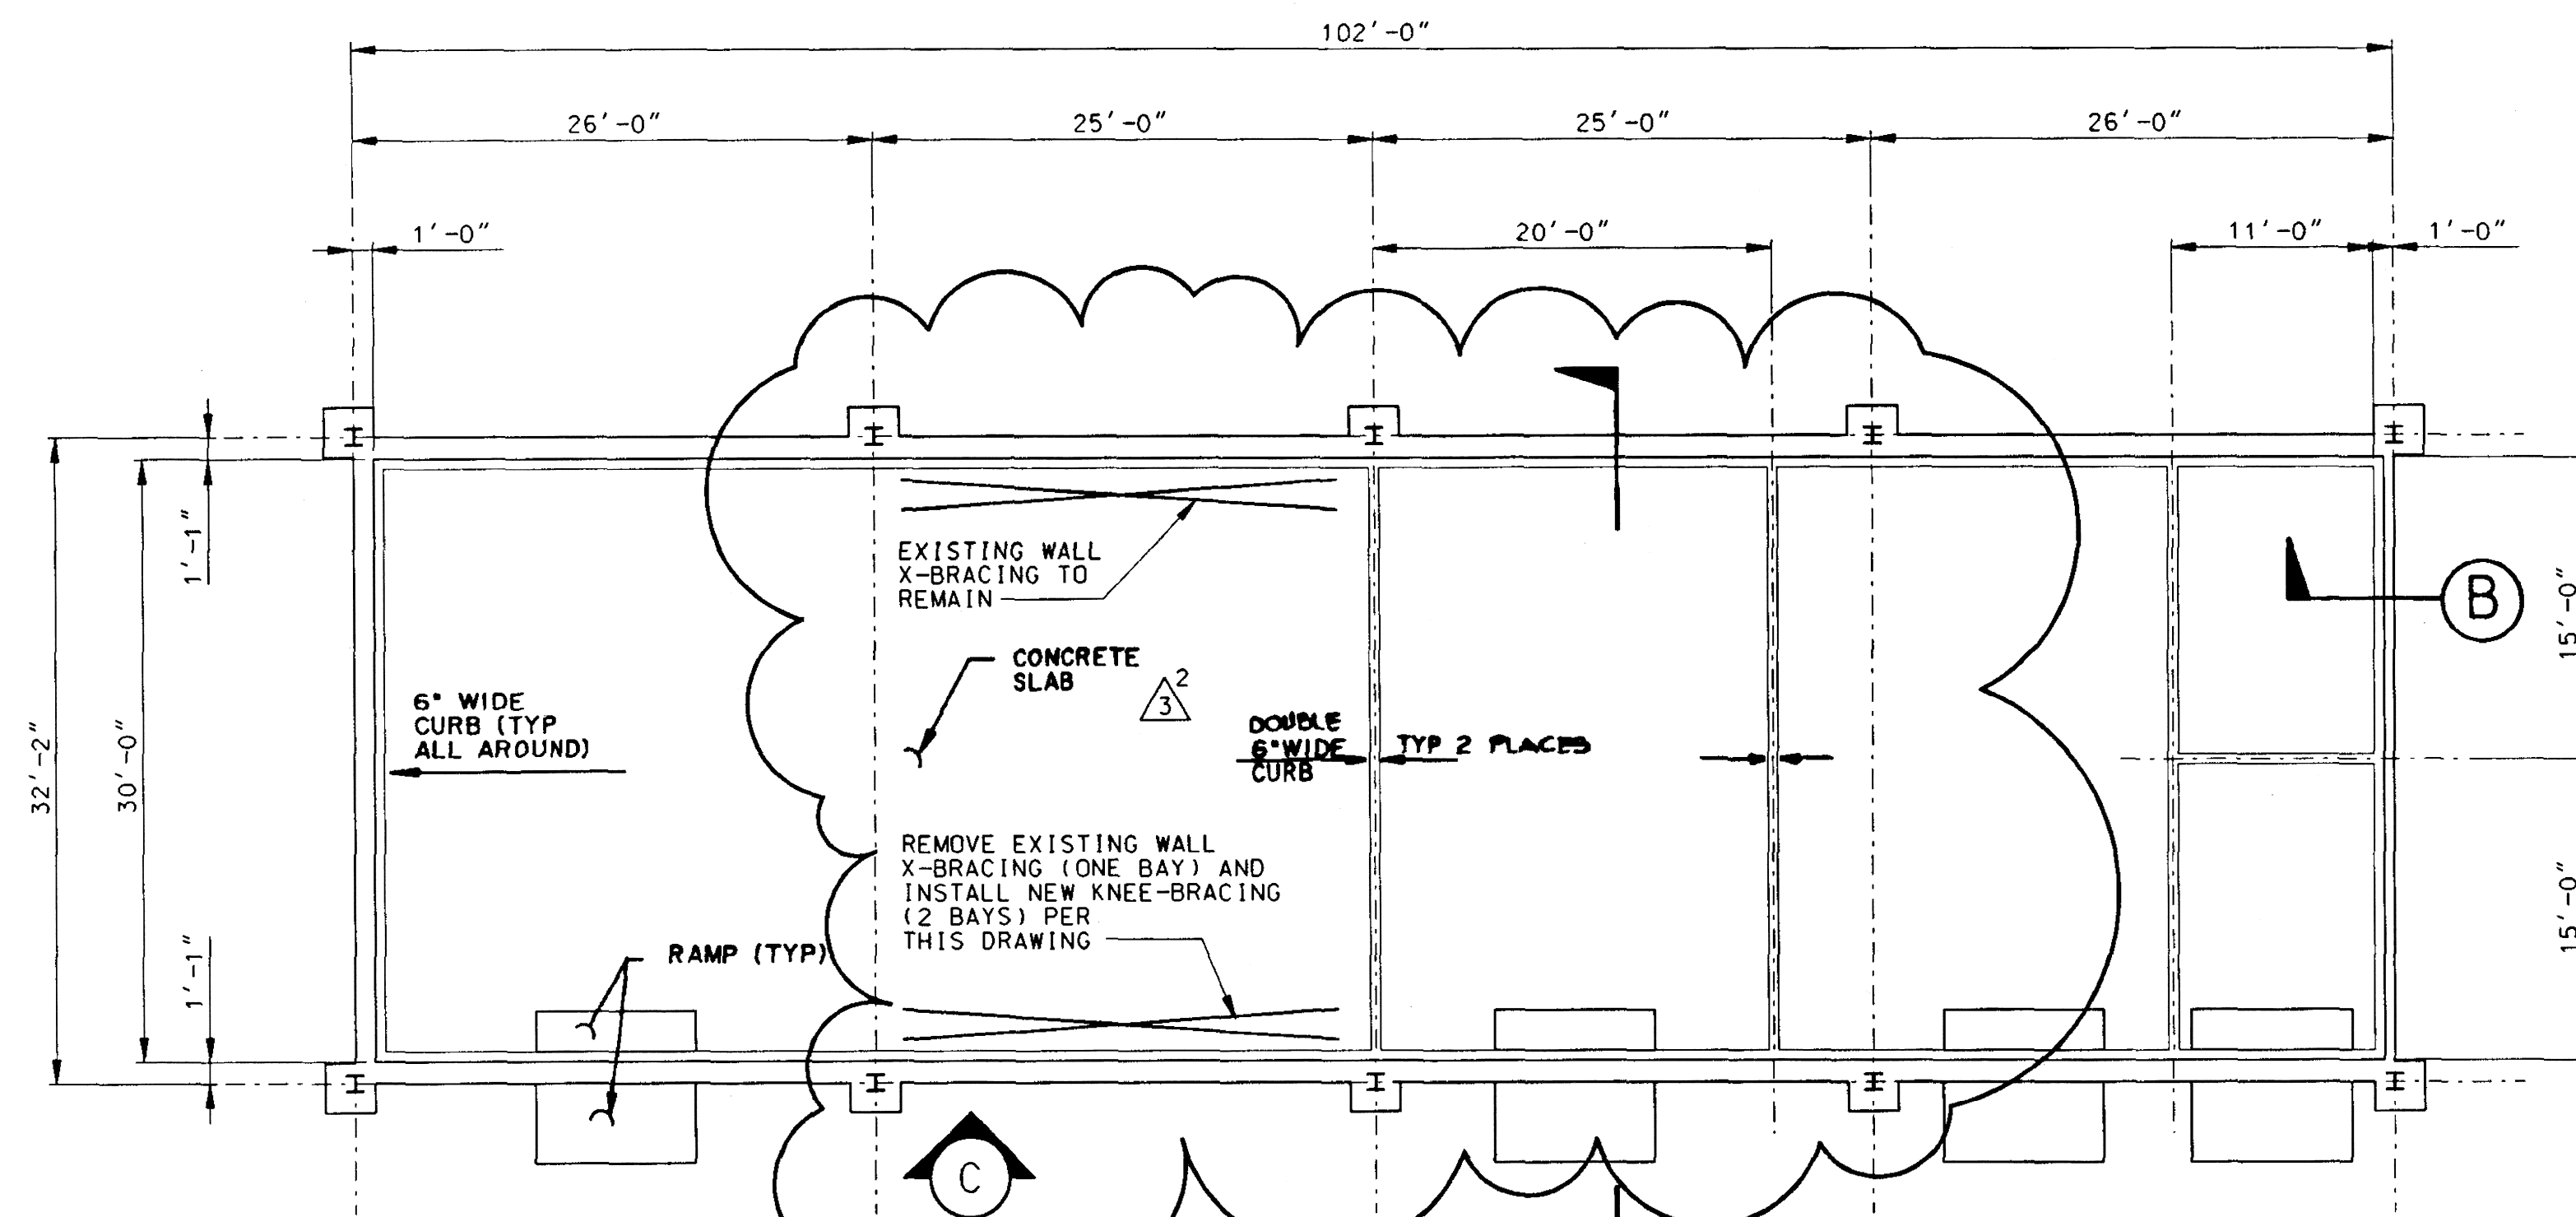 102'-0"
26'-0"
25'-0"
25'-0"
26'-0"
1'-0"
20'-0"
11'-0"
1'-0"
1'-1"
EXISTING WALL
X-BRACING TO
REMAIN
B
15'-0"
CONCRETE
SLAB
2
3
6" WIDE
CURB (TYP
ALL AROUND)
DOUBLE
6"WIDE
CURB
TYP 2 PLACES
32'-2"
30'-0"
REMOVE EXISTING WALL
X-BRACING (ONE BAY) AND
INSTALL NEW KNEE-BRACING
(2 BAYS) PER
THIS DRAWING
RAMP (TYP)
1'-1"
15'-0"
C